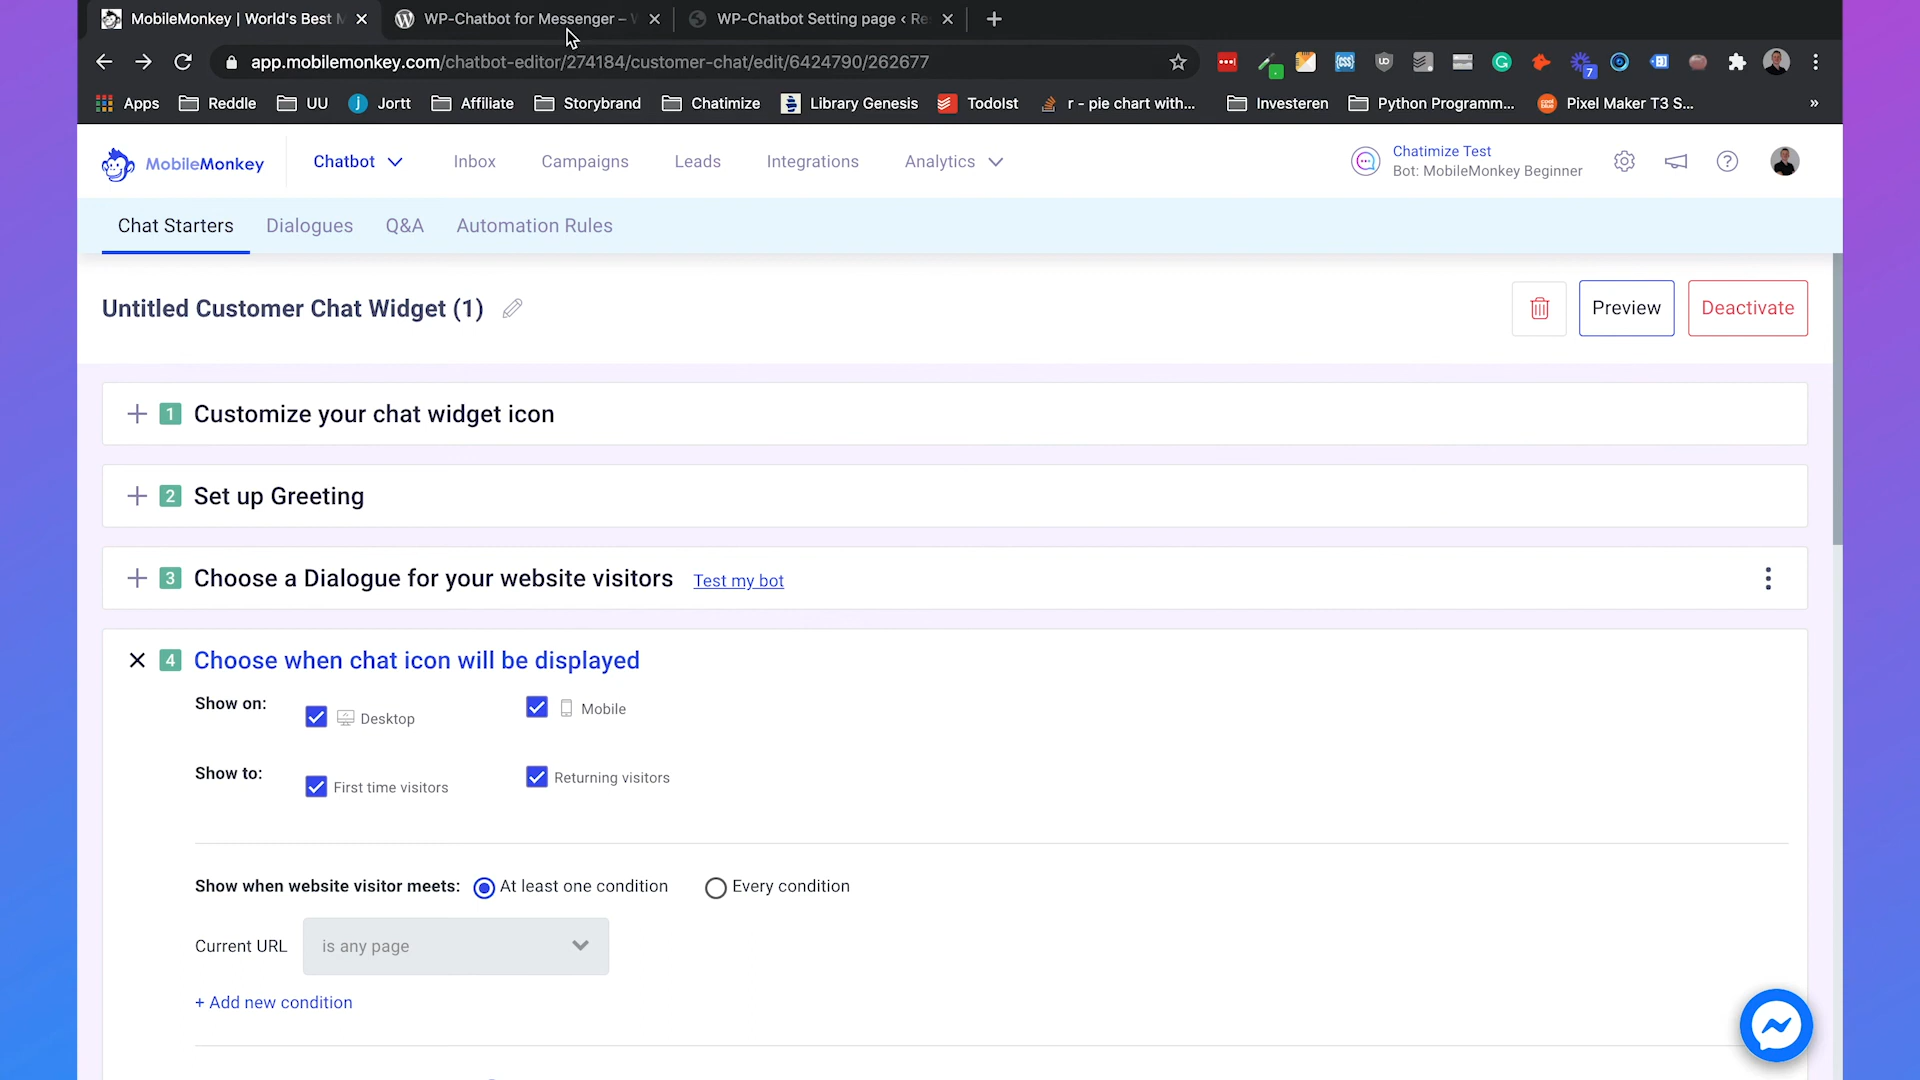 MobileMonkey | World's Best M
WP-Chatbot for Messenger – W
WP-Chatbot Setting page ‹ Re
app.mobilemonkey.com/chatbot-editor/274184/customer-chat/edit/6424790/262677
7
Apps
Reddle
UU
Jortt
Affiliate
Storybrand
Chatimize
Library Genesis
TodoIst
r - pie chart with...
Investeren
Python Programm...
Pixel Maker T3 S...
»
MobileMonkey
Chatbot
Inbox
Campaigns
Leads
Integrations
Analytics
Chatimize Test
Bot: MobileMonkey Beginner
Chat Starters
Dialogues
Q&A
Automation Rules
Untitled Customer Chat Widget (1)
Preview
Deactivate
1 Customize your chat widget icon
2 Set up Greeting
3 Choose a Dialogue for your website visitors Test my bot
4 Choose when chat icon will be displayed
Show on:
Desktop
Mobile
Show to:
First time visitors
Returning visitors
Show when website visitor meets: At least one condition Every condition
Current URL is any page
+ Add new condition